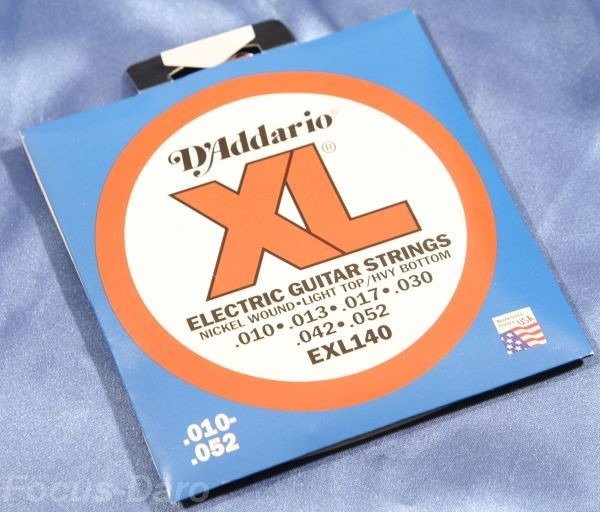 D'Addario
XL®
ELECTRIC GUITAR STRINGS
NICKEL WOUND•LIGHT TOP/HVY BOTTOM
.010• .013• .017• .030
.042• .052
EXL140
USA
.010-
.052
Focus-Daro